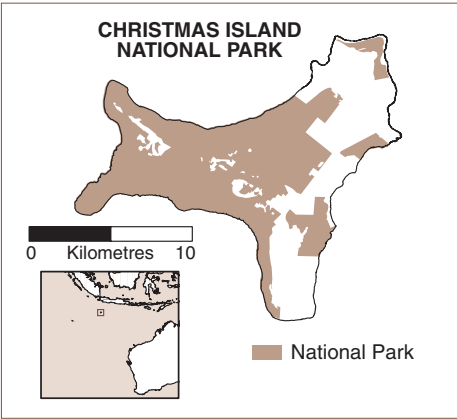 CHRISTMAS ISLAND
NATIONAL PARK
0 Kilometres 10
National Park